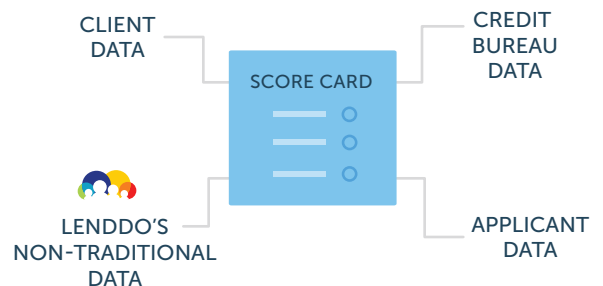 CLIENT
DATA
CREDIT
BUREAU
DATA
SCORE CARD
LENDDO'S
NON-TRADITIONAL
DATA
APPLICANT
DATA